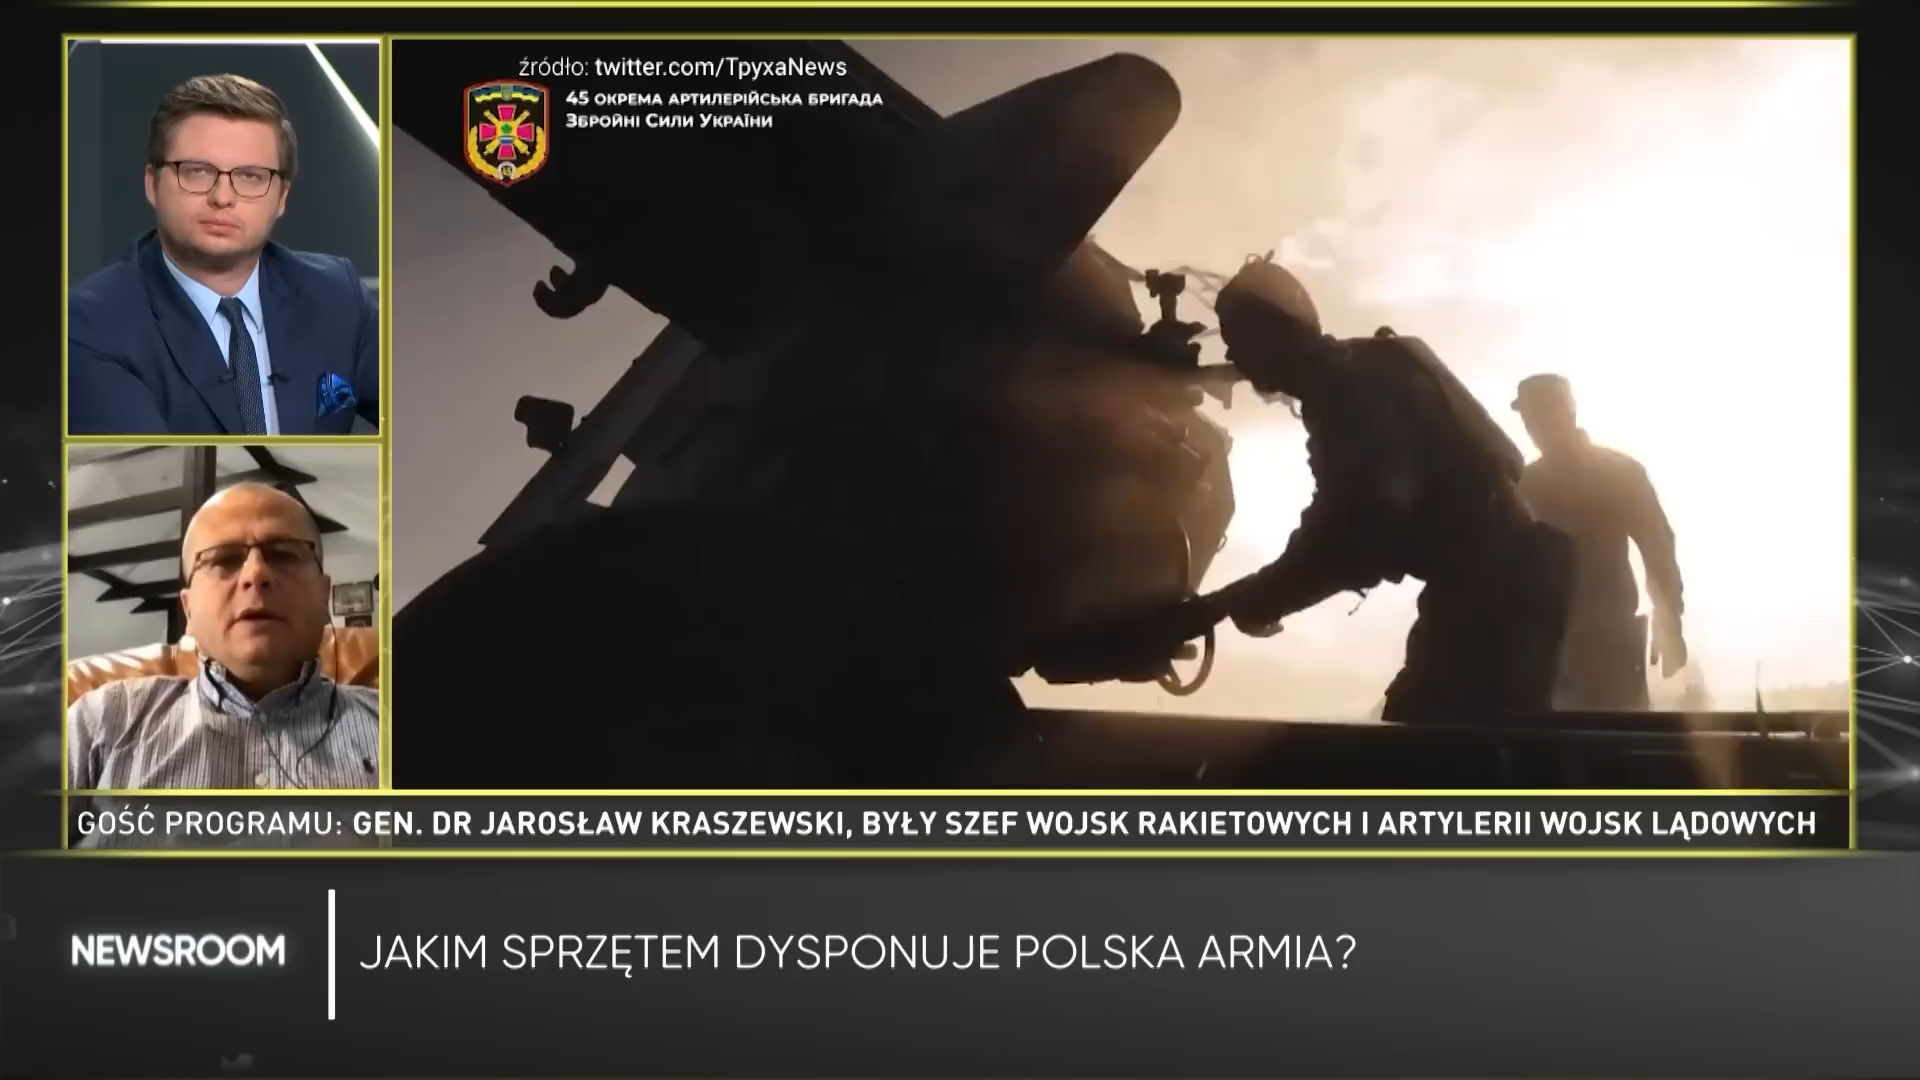 źródło: twitter.com/ТрухаNews
45 ОКРЕМА АРТИЛЕРІЙСЬКА БРИГАДА
ЗБРОЙНІ СИЛИ УКРАЇНИ
GOŚĆ PROGRAMU: GEN. DR JAROSŁAW KRASZEWSKI, BYŁY SZEF WOJSK RAKIETOWYCH I ARTYLERII WOJSK LĄDOWYCH
NEWSROOM
JAKIM SPRZĘTEM DYSPONUJE POLSKA ARMIA?